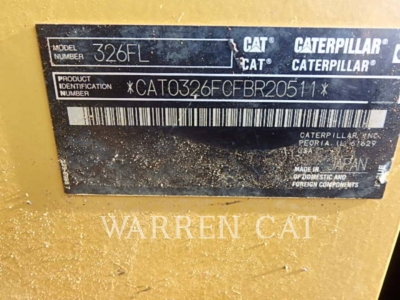 MODEL NUMBER 326FL
CAT CATERPILLAR
CAT CATERPILLAR
PRODUCT IDENTIFICATION NUMBER *CAT0326FCFBR20511*
CATERPILLAR INC.
PEORIA IL 61629
USA
MADE IN JAPAN
OF DOMESTIC AND
FOREIGN COMPONENTS
WARREN CAT